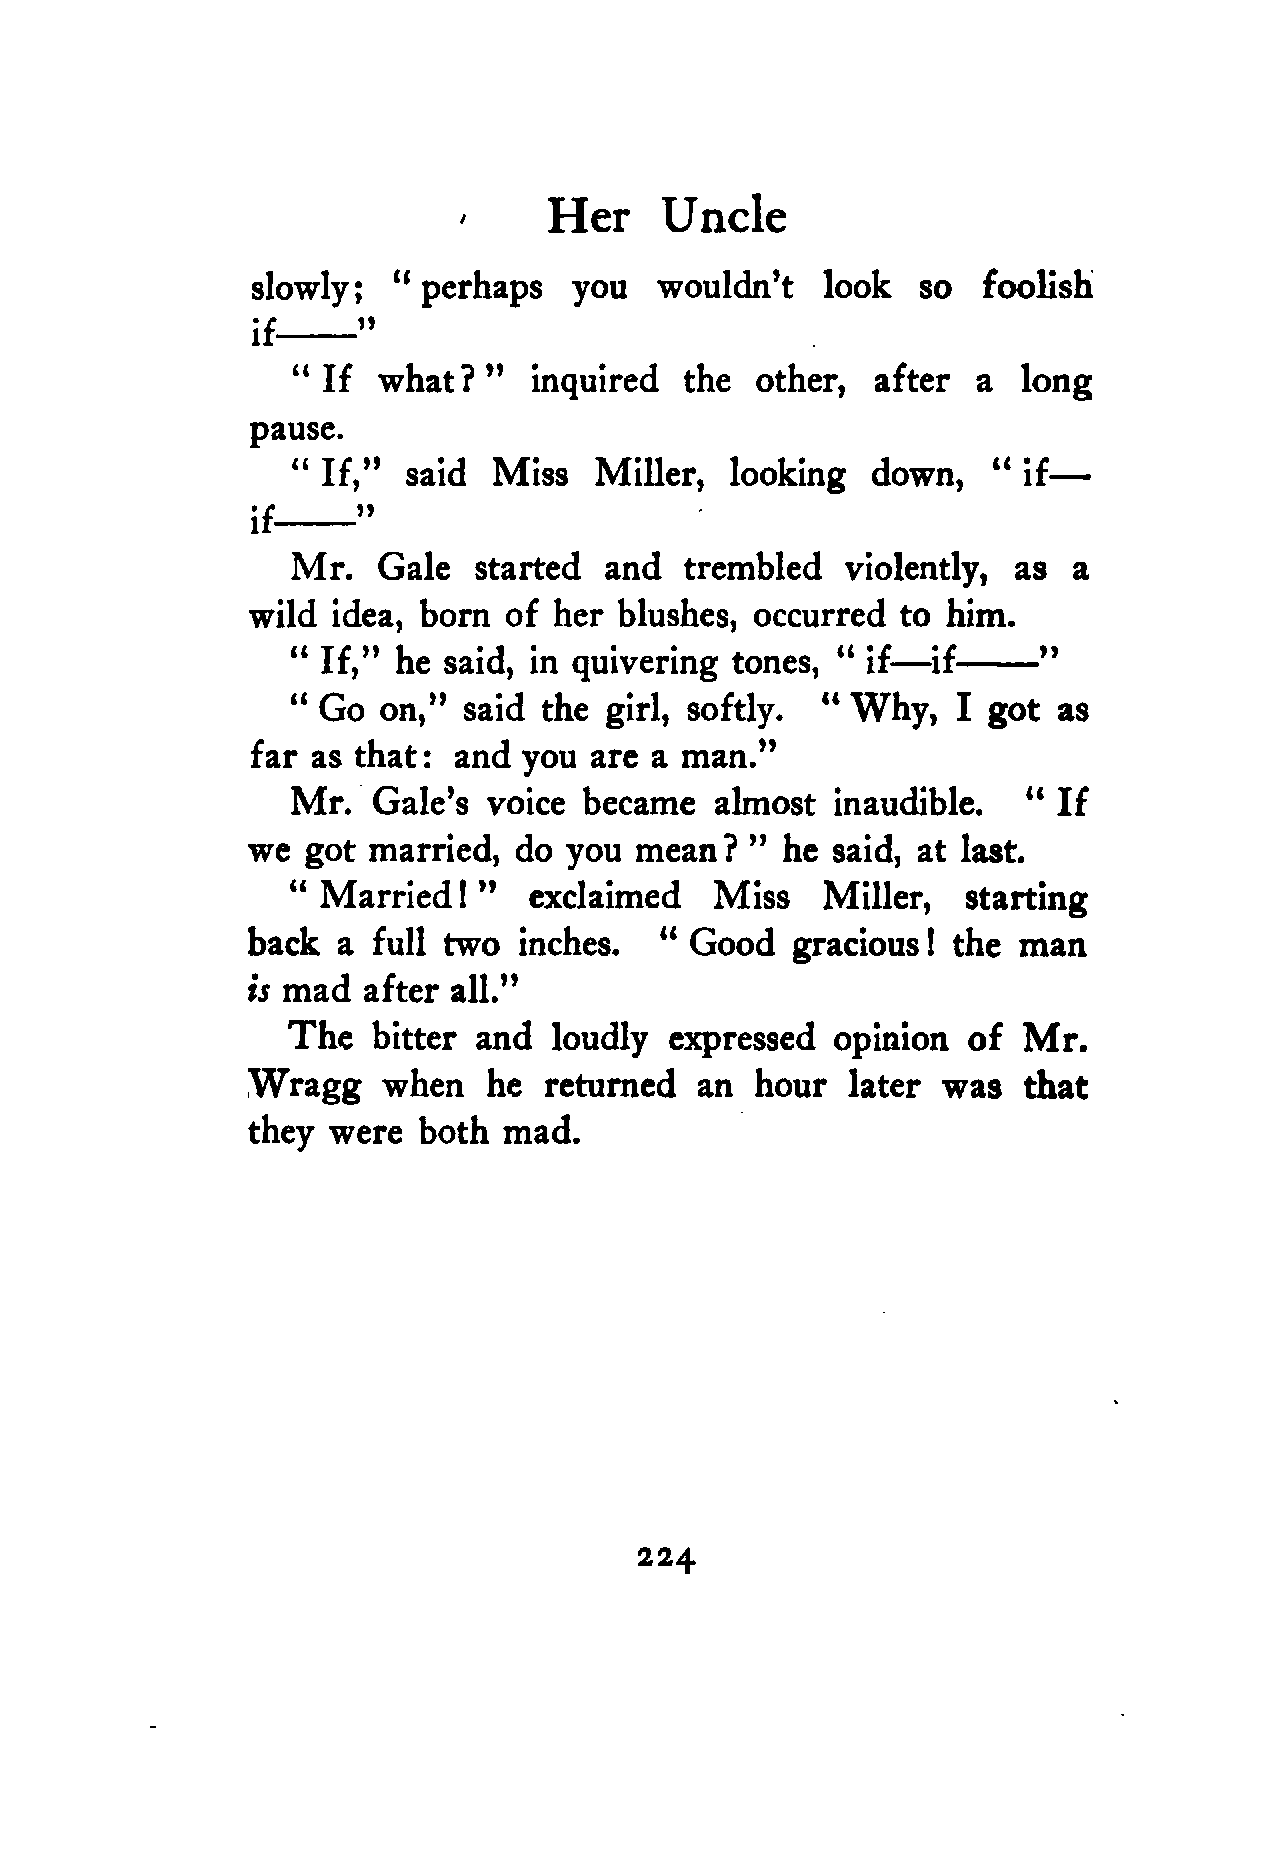 Her Uncle
slowly; "perhaps you wouldn't look so foolish
if——"
"If what?" inquired the other, after a long
pause.
"If," said Miss Miller, looking down, "if—
if——"
Mr. Gale started and trembled violently, as a
wild idea, born of her blushes, occurred to him.
"If," he said, in quivering tones, "if—if——"
"Go on," said the girl, softly. "Why, I got as
far as that: and you are a man."
Mr. Gale's voice became almost inaudible. "If
we got married, do you mean?" he said, at last.
"Married!" exclaimed Miss Miller, starting
back a full two inches. "Good gracious! the man
is mad after all."
The bitter and loudly expressed opinion of Mr.
Wragg when he returned an hour later was that
they were both mad.
224